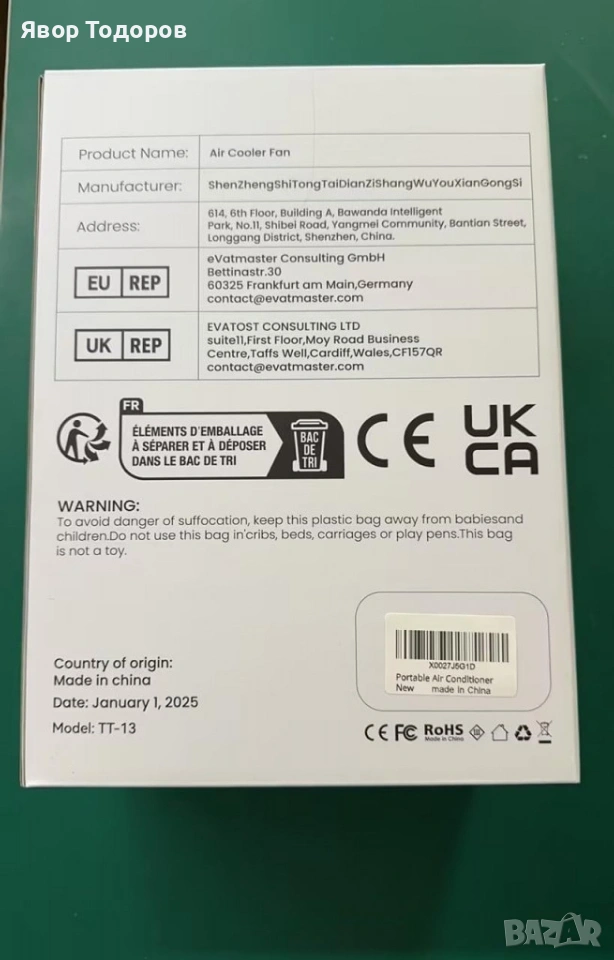 Явор Тодоров
Product Name: Air Cooler Fan
Manufacturer: ShenZhengShiTongTaiDianZiShangWuYouXianGongSi
Address: 614, 6th Floor, Building A, Bawanda Intelligent
Park, No.11, Shibei Road, Yangmei Community, Bantian Street,
Longgang District, Shenzhen, China.
EU REP
eVatmaster Consulting GmbH
Bettinastr.30
60325 Frankfurt am Main,Germany
contact@evatmaster.com
UK REP
EVATOST CONSULTING LTD
suite11,First Floor,Moy Road Business
Centre,Taffs Well,Cardiff,Wales,CF157QR
contact@evatmaster.com
FR
ÉLÉMENTS D'EMBALLAGE
À SÉPARER ET À DÉPOSER
DANS LE BAC DE TRI
BAC
DE
TRI
CE
UK
CA
WARNING:
To avoid danger of suffocation, keep this plastic bag away from babiesand
children.Do not use this bag in'cribs, beds, carriages or play pens.This bag
is not a toy.
Country of origin:
Made in china
Date: January 1, 2025
Model: TT-13
X0027J6G1D
Portable Air Conditioner
New made in China
CE FC RoHS
Made in China
BAZAR